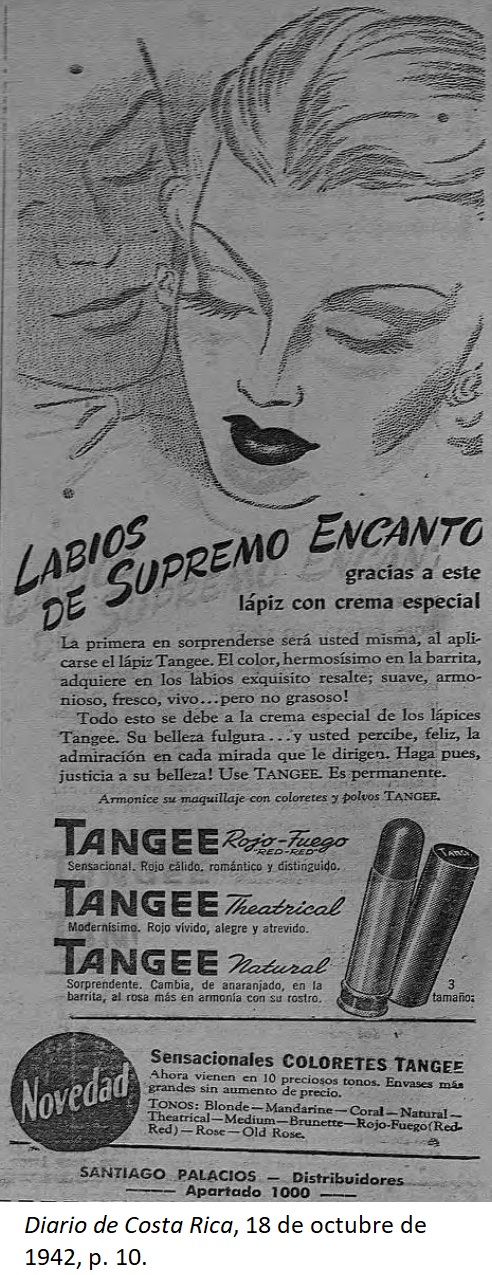 LABIOS
DE SUPREMO ENCANTO
gracias a este
lápiz con crema especial
La primera en sorprenderse será usted misma, al apli-
carse el lápiz Tangee. El color, hermosísimo en la barrita,
adquiere en los labios exquisito resalte; suave, armo-
nioso, fresco, vivo...pero no grasoso!
Todo esto se debe a la crema especial de los lápices
Tangee. Su belleza fulgura...y usted percibe, feliz, la
admiración en cada mirada que le dirigen. Haga pues,
justicia a su belleza! Use TANGEE. Es permanente.
Armonice su maquillaje con coloretes y polvos TANGEE.
TANGEE Rojo-Fuego
"RED-RED"
Sensacional. Rojo cálido, romántico y distinguido.
TANGEE Theatrical
Modernísimo. Rojo vívido, alegre y atrevido.
TANGEE Natural
Sorprendente. Cambia, de anaranjado, en la
barrita, al rosa más en armonía con su rostro.
3
tamaños
Novedad
Sensacionales COLORETES TANGEE
Ahora vienen en 10 preciosos tonos. Envases más
grandes sin aumento de precio.
TONOS: Blonde—Mandarine—Coral—Natural—
Theatrical—Medium—Brunette—Rojo-Fuego (Red-
Red)—Rose—Old Rose.
SANTIAGO PALACIOS — Distribuidores
Apartado 1000
Diario de Costa Rica, 18 de octubre de
1942, p. 10.